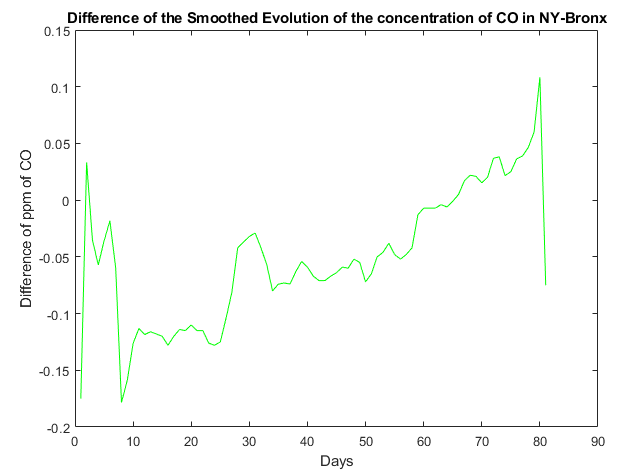 Difference of the Smoothed Evolution of the concentration of CO in NY-Bronx
0.15
0.1
0.05
0
-0.05
-0.1
-0.15
-0.2
Difference of ppm of CO
0 10 20 30 40 50 60 70 80 90
Days